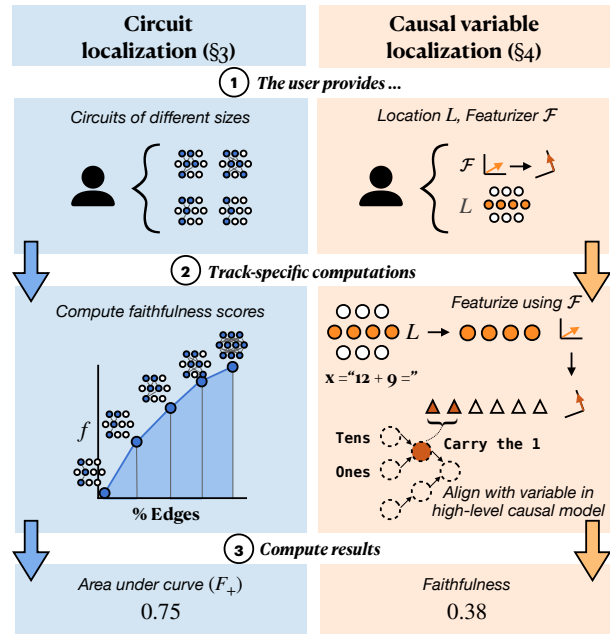 Circuit
localization (§3)
Causal variable
localization (§4)
1 The user provides ...
Circuits of different sizes
Location L, Featurizer ℱ
ℱ
L
2 Track-specific computations
Compute faithfulness scores
f
% Edges
Featurize using ℱ
L
x ="12 + 9 ="
Tens
Ones
Carry the 1
Align with variable in
high-level causal model
3 Compute results
Area under curve (F₊)
0.75
Faithfulness
0.38